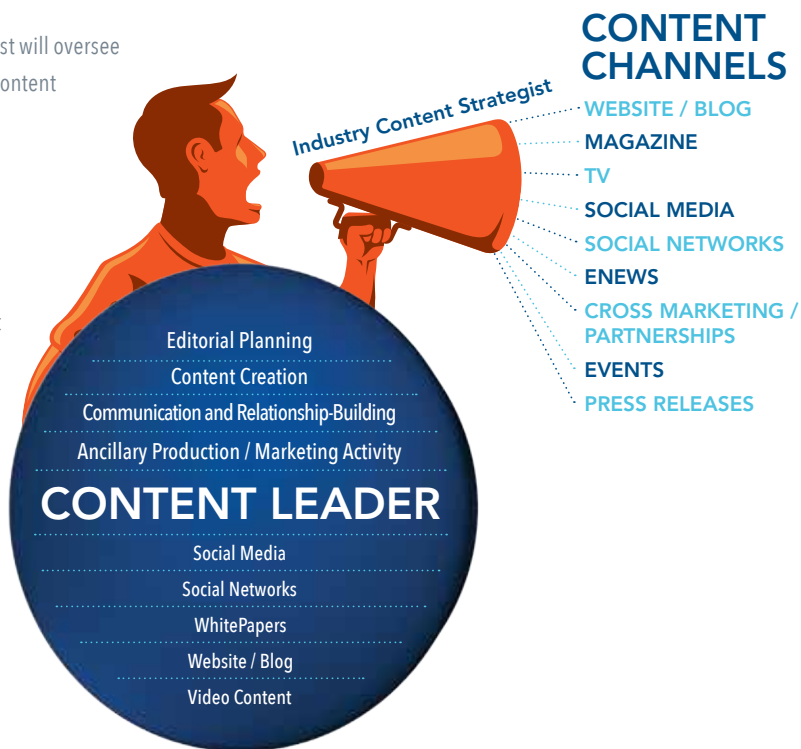 st will oversee
ontent
Industry Content Strategist
CONTENT
CHANNELS
WEBSITE / BLOG
MAGAZINE
TV
SOCIAL MEDIA
SOCIAL NETWORKS
ENEWS
CROSS MARKETING /
PARTNERSHIPS
EVENTS
PRESS RELEASES
Editorial Planning
Content Creation
Communication and Relationship-Building
Ancillary Production / Marketing Activity
CONTENT LEADER
Social Media
Social Networks
WhitePapers
Website / Blog
Video Content